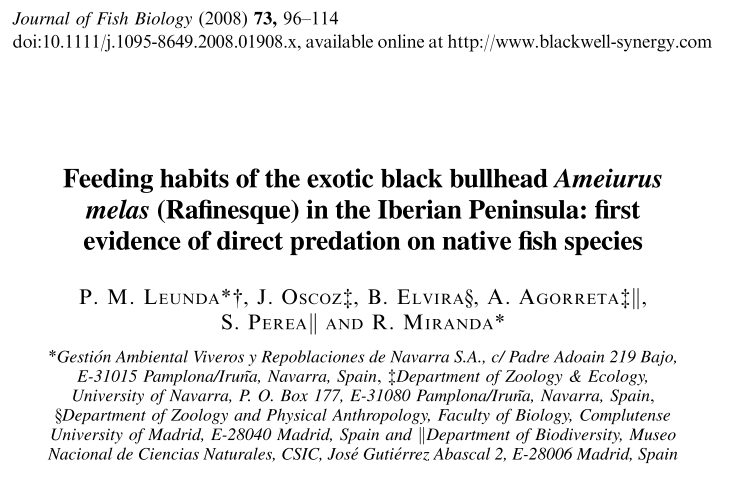 Journal of Fish Biology (2008) 73, 96–114
doi:10.1111/j.1095-8649.2008.01908.x, available online at http://www.blackwell-synergy.com
Feeding habits of the exotic black bullhead Ameiurus
melas (Rafinesque) in the Iberian Peninsula: first
evidence of direct predation on native fish species
P. M. Leunda*†, J. Oscoz‡, B. Elvira§, A. Agorreta‡∥,
S. Perea∥ and R. Miranda*
*Gestión Ambiental Viveros y Repoblaciones de Navarra S.A., c/ Padre Adoain 219 Bajo,
E-31015 Pamplona/Iruña, Navarra, Spain, ‡Department of Zoology & Ecology,
University of Navarra, P. O. Box 177, E-31080 Pamplona/Iruña, Navarra, Spain,
§Department of Zoology and Physical Anthropology, Faculty of Biology, Complutense
University of Madrid, E-28040 Madrid, Spain and ∥Department of Biodiversity, Museo
Nacional de Ciencias Naturales, CSIC, José Gutiérrez Abascal 2, E-28006 Madrid, Spain